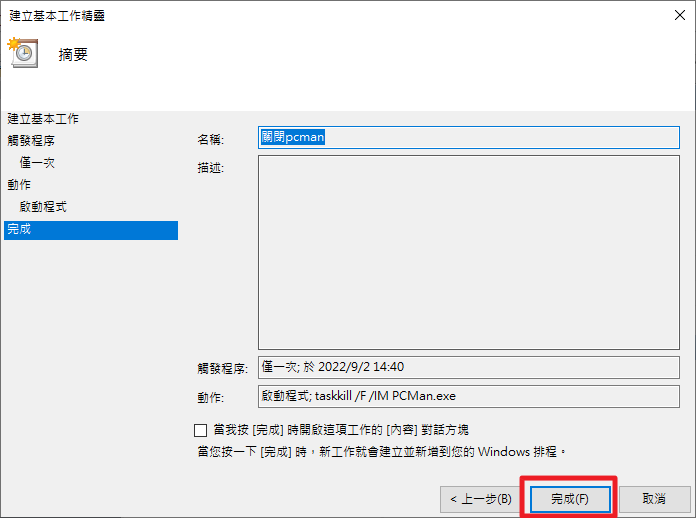 建立基本工作精靈
摘要
建立基本工作
觸發程序
僅一次
動作
啟動程式
完成
名稱: 關閉pcman
描述:
觸發程序: 僅一次; 於 2022/9/2 14:40
動作: 啟動程式; taskkill /F /IM PCMan.exe
當我按 [完成] 時開啟這項工作的 [內容] 對話方塊
當您按一下 [完成] 時，新工作就會建立並新增到您的 Windows 排程。
< 上一步(B) 完成(F) 取消